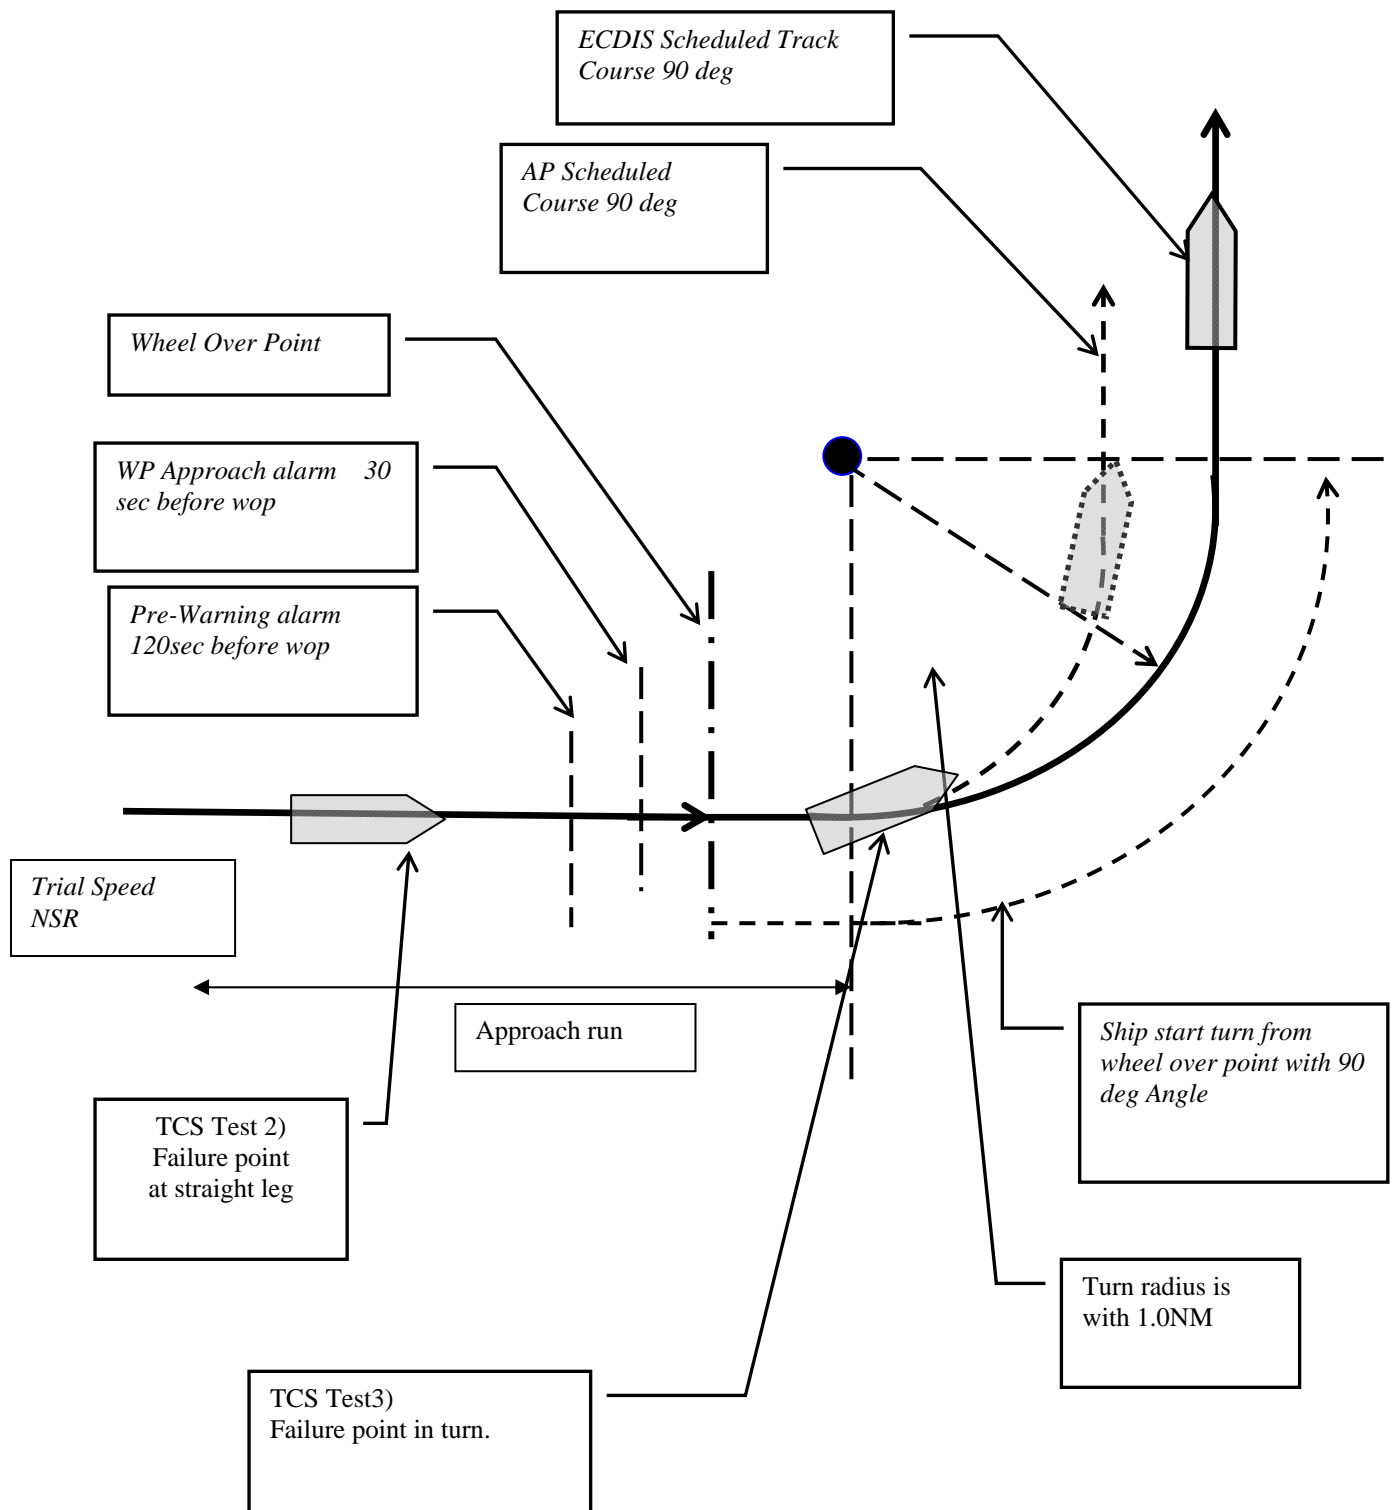 ECDIS Scheduled Track
Course 90 deg
AP Scheduled
Course 90 deg
Wheel Over Point
WP Approach alarm 30
sec before wop
Pre-Warning alarm
120sec before wop
Trial Speed
NSR
Approach run
Ship start turn from
wheel over point with 90
deg Angle
TCS Test 2)
Failure point
at straight leg
Turn radius is
with 1.0NM
TCS Test3)
Failure point in turn.